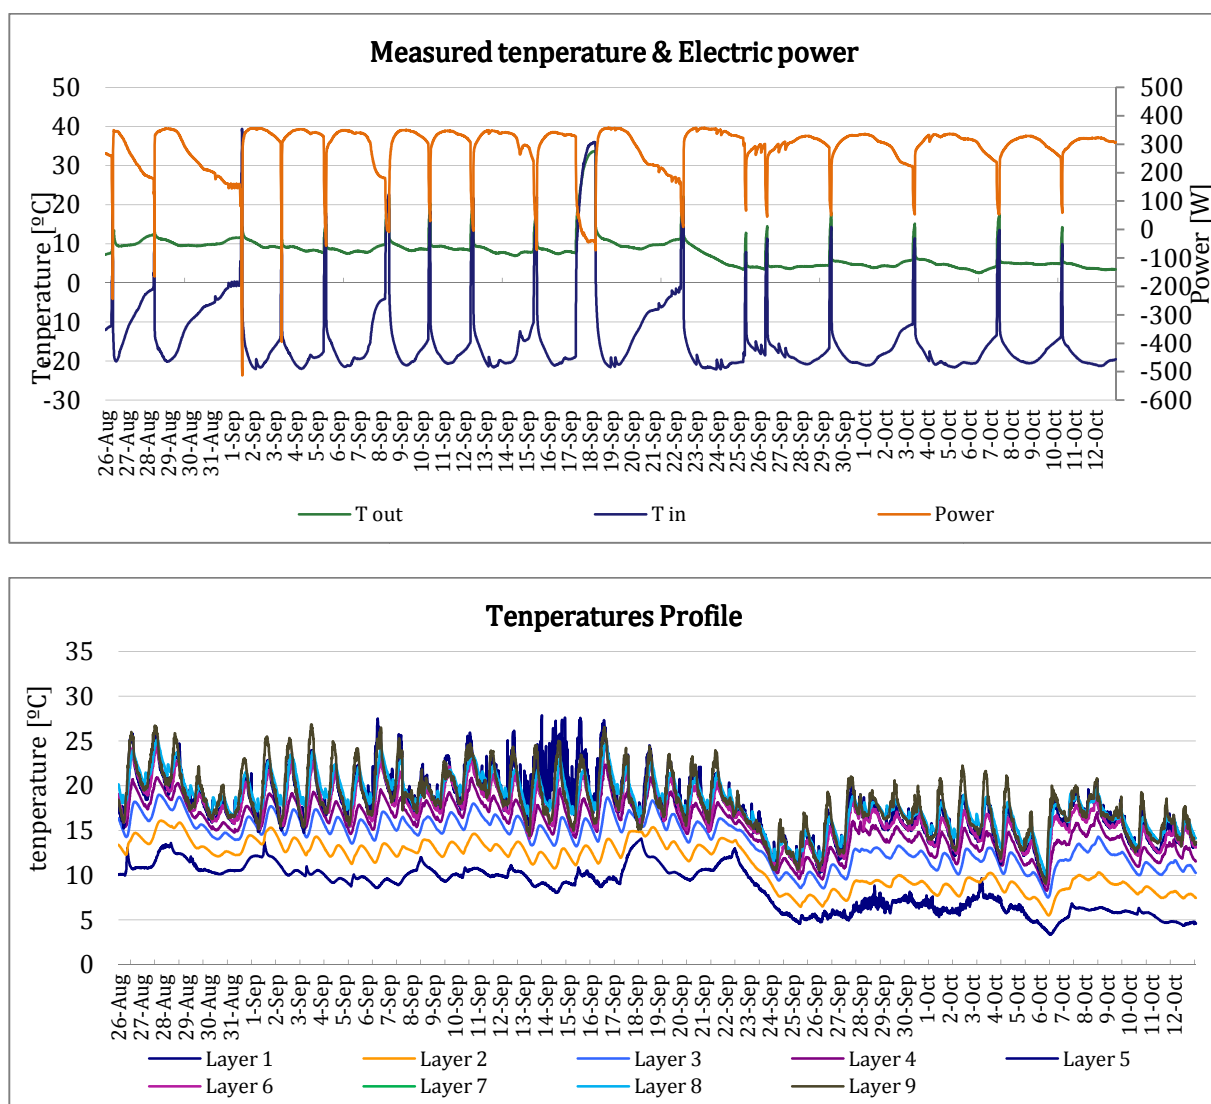 Measured tenperature & Electric power
Tenperature [ºC]
50
40
30
20
10
0
10
20
-30
500
400
300
200
100
0
-100
-200
-300
-400
-500
-600
Power [W]
26-Aug
27-Aug
28-Aug
29-Aug
30-Aug
31-Aug
1-Sep
2-Sep
3-Sep
4-Sep
5-Sep
6-Sep
7-Sep
8-Sep
9-Sep
10-Sep
11-Sep
12-Sep
13-Sep
14-Sep
15-Sep
16-Sep
17-Sep
18-Sep
19-Sep
20-Sep
21-Sep
22-Sep
23-Sep
24-Sep
25-Sep
26-Sep
27-Sep
28-Sep
29-Sep
30-Sep
1-Oct
2-Oct
3-Oct
4-Oct
5-Oct
6-Oct
7-Oct
8-Oct
9-Oct
10-Oct
11-Oct
12-Oct
T out T in Power
Tenperatures Profile
tenperature [ºC]
35
30
25
20
15
10
5
0
26-Aug
27-Aug
28-Aug
29-Aug
30-Aug
31-Aug
1-Sep
2-Sep
3-Sep
4-Sep
5-Sep
6-Sep
7-Sep
8-Sep
9-Sep
10-Sep
11-Sep
12-Sep
13-Sep
14-Sep
15-Sep
16-Sep
17-Sep
18-Sep
19-Sep
20-Sep
21-Sep
22-Sep
23-Sep
24-Sep
25-Sep
26-Sep
27-Sep
28-Sep
29-Sep
30-Sep
1-Oct
2-Oct
3-Oct
4-Oct
5-Oct
6-Oct
7-Oct
8-Oct
9-Oct
10-Oct
11-Oct
12-Oct
Layer 1 Layer 2 Layer 3 Layer 4 Layer 5
Layer 6 Layer 7 Layer 8 Layer 9